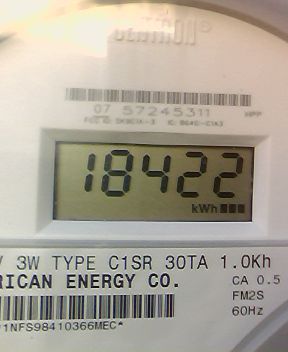 07 57245311
18422
kWh
V 3W TYPE C1SR 30TA 1.0Kh
RICAN ENERGY CO. CA 0.5
FM2S
60Hz
1NFS98410366MEC*